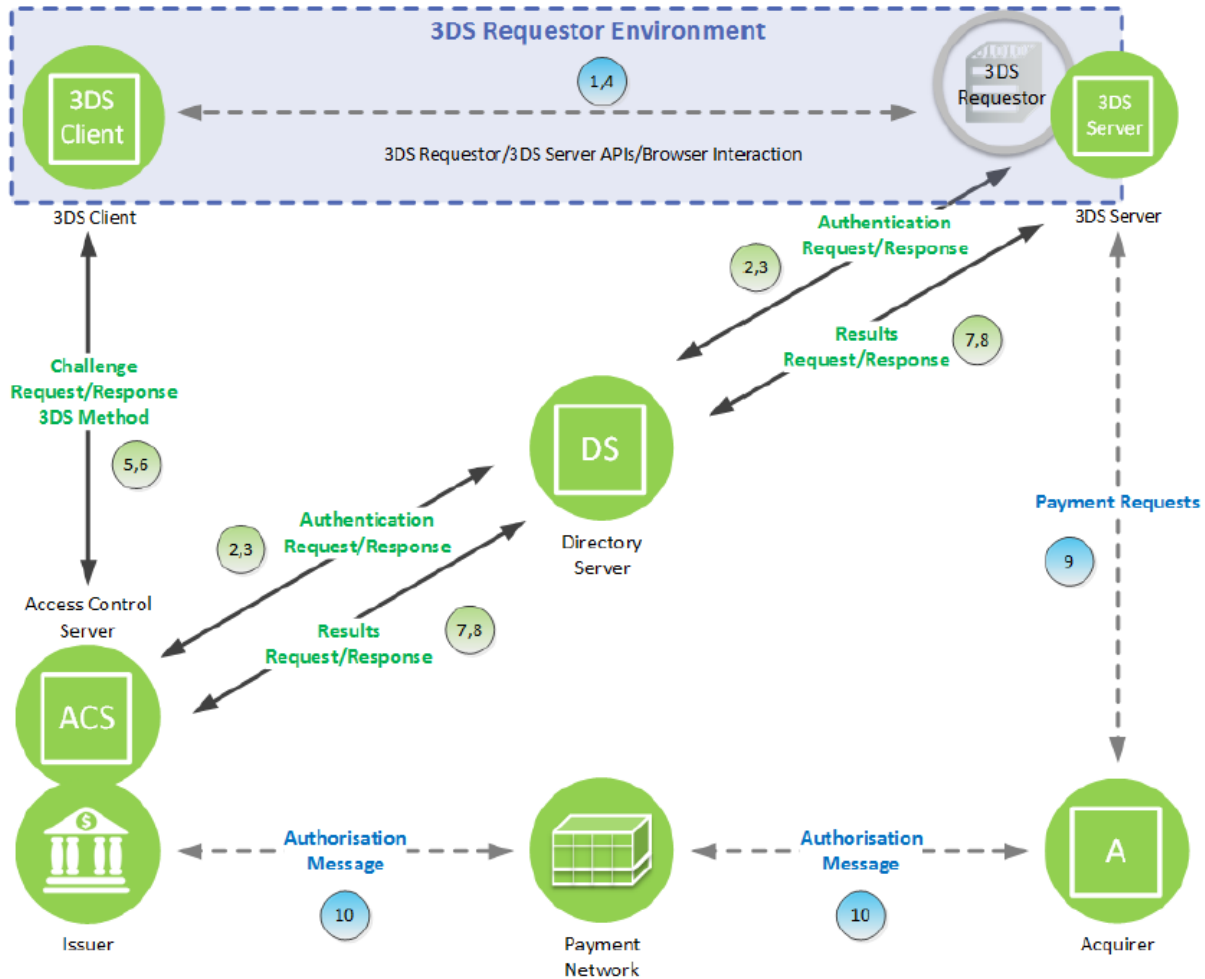 3DS Requestor Environment
3DS
Client
1,4
3DS
Requestor
3DS
Server
3DS Requestor/3DS Server APIs/Browser Interaction
3DS Client
3DS Server
Authentication
Request/Response
2,3
Results
Request/Response
7,8
Challenge
Request/Response
3DS Method
5,6
DS
Directory
Server
Payment Requests
9
Authentication
Request/Response
2,3
Results
Request/Response
7,8
Access Control
Server
ACS
$
Issuer
Authorisation
Message
10
Payment
Network
Authorisation
Message
10
A
Acquirer